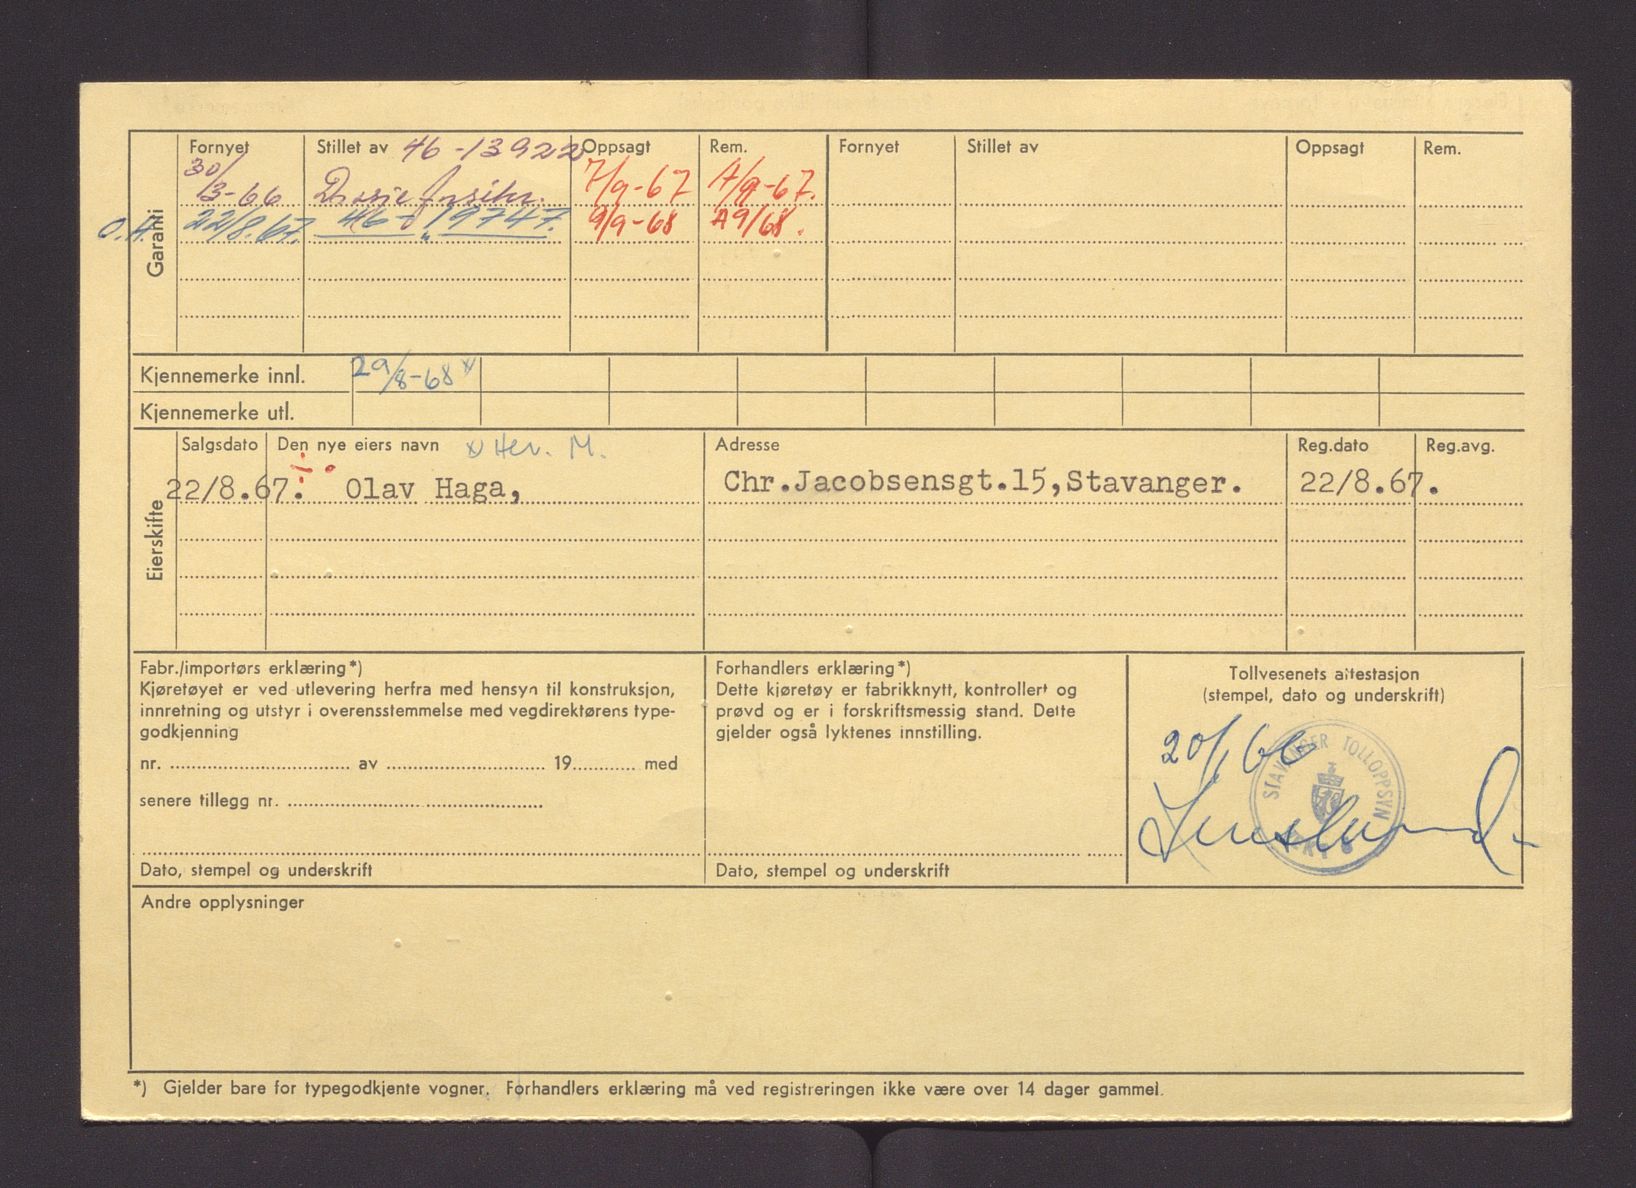 Garanti
Fornyet Stillet av 46-13922 Oppsagt Rem. Fornyet Stillet av Oppsagt Rem.
30/3-66 7/9-67 A/9-67.
O.H. 22/8.67. 46-19747. 9/9-68 A9/68.
Kjennemerke innl. 29/8-68 x
Kjennemerke utl.
Eierskifte
Salgsdato Den nye eiers navn x) Her. M. Adresse Reg.dato Reg.avg.
22/8.67. Olav Haga, Chr.Jacobsensgt.15,Stavanger. 22/8.67.
Fabr./importørs erklæring*)
Kjøretøyet er ved utlevering herfra med hensyn til konstruksjon,
innretning og utstyr i overensstemmelse med vegdirektørens type-
godkjenning
nr. av 19 med
senere tillegg nr.
Dato, stempel og underskrift
Forhandlers erklæring*)
Dette kjøretøy er fabrikknytt, kontrollert og
prøvd og er i forskriftsmessig stand. Dette
gjelder også lyktenes innstilling.
Dato, stempel og underskrift
Tollvesenets attestasjon
(stempel, dato og underskrift)
STAVANGER TOLLOPPSYN
Andre opplysninger
*) Gjelder bare for typegodkjente vogner. Forhandlers erklæring må ved registreringen ikke være over 14 dager gammel.